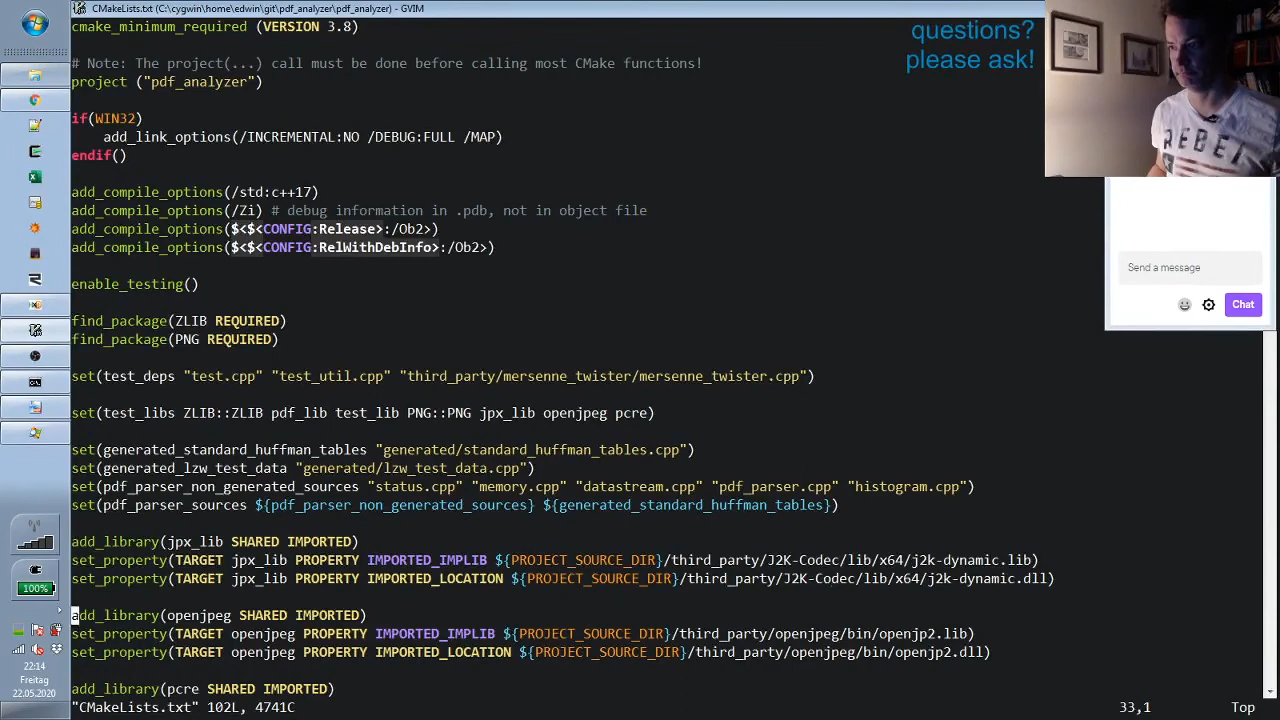 CMakeLists.txt (C:\cygwin\home\edwin\git\pdf_analyzer\pdf_analyzer) - GVIM
cmake_minimum_required (VERSION 3.8)
# Note: The project(...) call must be done before calling most CMake functions!
project ("pdf_analyzer")
if(WIN32)
    add_link_options(/INCREMENTAL:NO /DEBUG:FULL /MAP)
endif()
add_compile_options(/std:c++17)
add_compile_options(/Zi) # debug information in .pdb, not in object file
add_compile_options($<$<CONFIG:Release>:/Ob2>)
add_compile_options($<$<CONFIG:RelWithDebInfo>:/Ob2>)
enable_testing()
find_package(ZLIB REQUIRED)
find_package(PNG REQUIRED)
set(test_deps "test.cpp" "test_util.cpp" "third_party/mersenne_twister/mersenne_twister.cpp")
set(test_libs ZLIB::ZLIB pdf_lib test_lib PNG::PNG jpx_lib openjpeg pcre)
set(generated_standard_huffman_tables "generated/standard_huffman_tables.cpp")
set(generated_lzw_test_data "generated/lzw_test_data.cpp")
set(pdf_parser_non_generated_sources "status.cpp" "memory.cpp" "datastream.cpp" "pdf_parser.cpp" "histogram.cpp")
set(pdf_parser_sources ${pdf_parser_non_generated_sources} ${generated_standard_huffman_tables})
add_library(jpx_lib SHARED IMPORTED)
set_property(TARGET jpx_lib PROPERTY IMPORTED_IMPLIB ${PROJECT_SOURCE_DIR}/third_party/J2K-Codec/lib/x64/j2k-dynamic.lib)
set_property(TARGET jpx_lib PROPERTY IMPORTED_LOCATION ${PROJECT_SOURCE_DIR}/third_party/J2K-Codec/lib/x64/j2k-dynamic.dll)
add_library(openjpeg SHARED IMPORTED)
set_property(TARGET openjpeg PROPERTY IMPORTED_IMPLIB ${PROJECT_SOURCE_DIR}/third_party/openjpeg/bin/openjp2.lib)
set_property(TARGET openjpeg PROPERTY IMPORTED_LOCATION ${PROJECT_SOURCE_DIR}/third_party/openjpeg/bin/openjp2.dll)
add_library(pcre SHARED IMPORTED)
"CMakeLists.txt" 102L, 4741C
33,1
Top
questions?
please ask!
REBEL
Send a message
Chat
100%
22:14
Freitag
22.05.2020